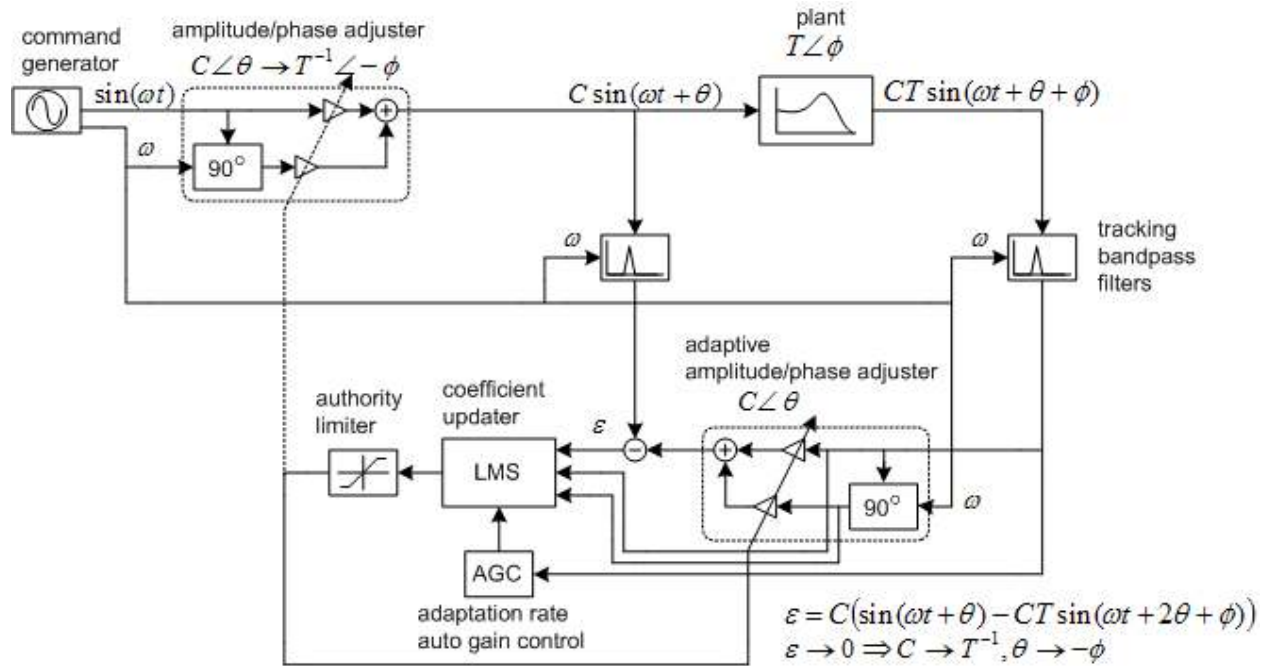 command
generator
sin(ωt)
ω
amplitude/phase adjuster
C∠θ → T⁻¹∠−ϕ
90°
C sin(ωt + θ)
plant
T∠ϕ
CT sin(ωt + θ + ϕ)
ω
ω
tracking
bandpass
filters
adaptive
amplitude/phase adjuster
C∠θ
authority
limiter
coefficient
updater
LMS
ε
90°
ω
AGC
adaptation rate
auto gain control
ε = C(sin(ωt + θ) − CT sin(ωt + 2θ + ϕ))
ε → 0 ⇒ C → T⁻¹, θ → −ϕ